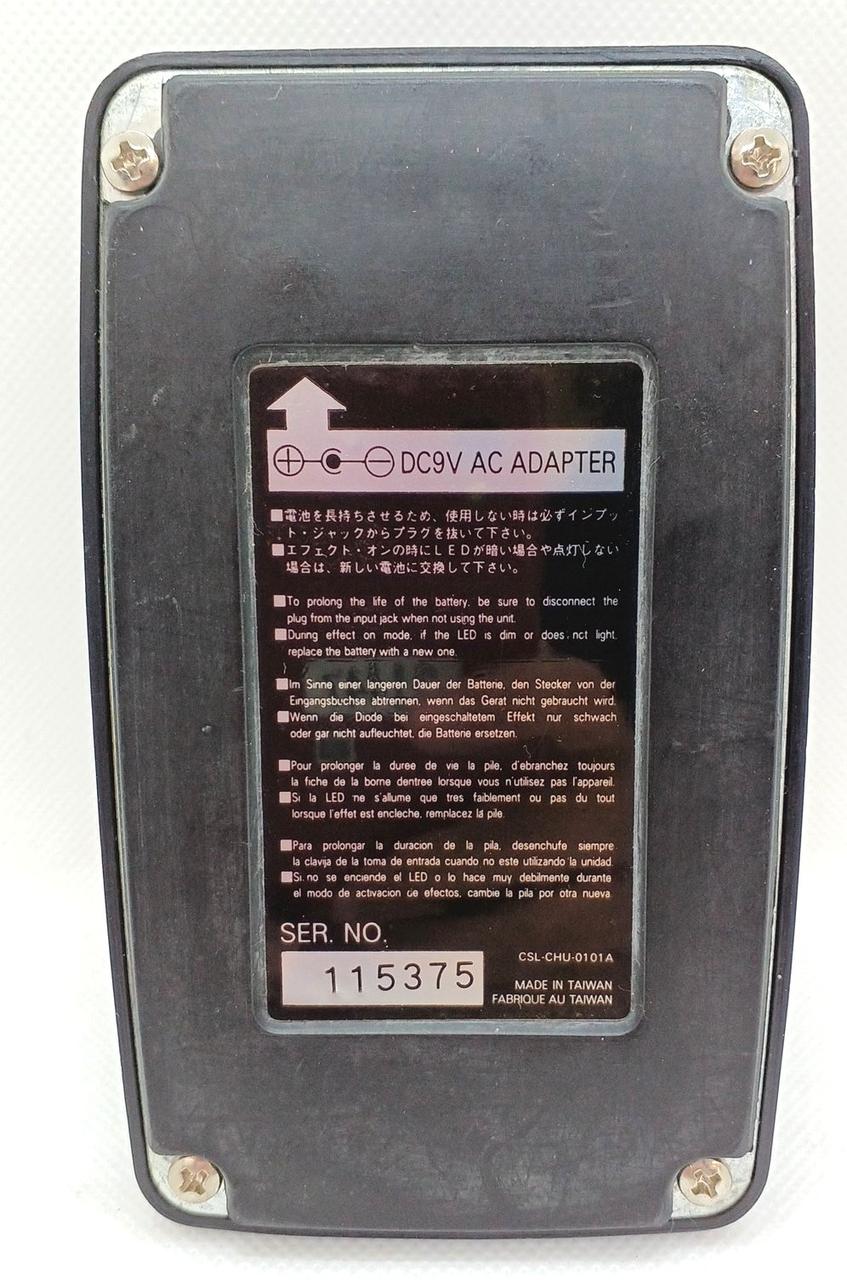 DC9V AC ADAPTER
■電池を長持ちさせるため、使用しない時は必ずインプッ
ト・ジャックからプラグを抜いて下さい。
■エフェクト・オンの時にLEDが暗い場合や点灯しない
場合は、新しい電池に交換して下さい。
■To prolong the life of the battery, be sure to disconnect the
plug from the input jack when not using the unit.
■During effect on mode, if the LED is dim or does not light,
replace the battery with a new one.
■Im Sinne einer langeren Dauer der Batterie, den Stecker von der
Eingangsbuchse abtrennen, wenn das Gerat nicht gebraucht wird.
■Wenn die Diode bei eingeschaltetem Effekt nur schwach
oder gar nicht aufleuchtet, die Batterie ersetzen.
■Pour prolonger la duree de vie la pile, d'ebranchez toujours
la fiche de la borne dentree lorsque vous n'utilisez pas l'appareil.
■Si la LED ne s'allume que tres faiblement ou pas du tout
lorsque l'effet est encleche, remplacez la pile.
■Para prolongar la duracion de la pila, desenchufe siempre
la clavija de la toma de entrada cuando no este utilizando la unidad.
■Si no se enciende el LED o lo hace muy debilmente durante
el modo de activacion de efectos, cambie la pila por otra nueva.
SER. NO.
115375
CSL-CHU-0101A
MADE IN TAIWAN
FABRIQUE AU TAIWAN